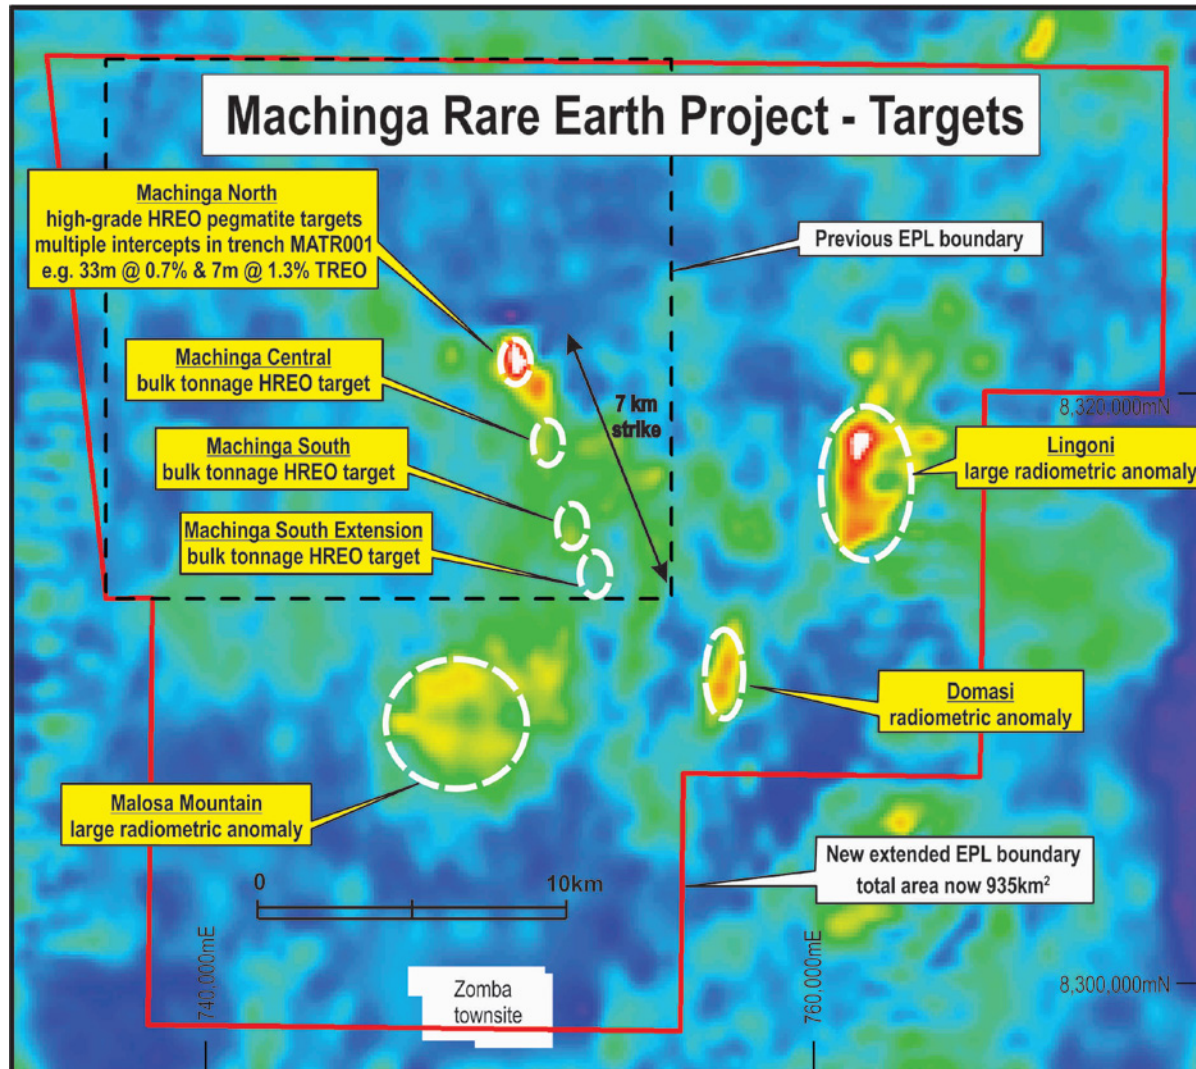 Machinga Rare Earth Project - Targets
Machinga North
high-grade HREO pegmatite targets
multiple intercepts in trench MATR001
e.g. 33m @ 0.7% & 7m @ 1.3% TREO
Previous EPL boundary
Machinga Central
bulk tonnage HREO target
7 km
strike
8,320,000mN
Machinga South
bulk tonnage HREO target
Lingoni
large radiometric anomaly
Machinga South Extension
bulk tonnage HREO target
Domasi
radiometric anomaly
Malosa Mountain
large radiometric anomaly
New extended EPL boundary
total area now 935km²
0
10km
740,000mE
760,000mE
8,300,000mN
Zomba
townsite